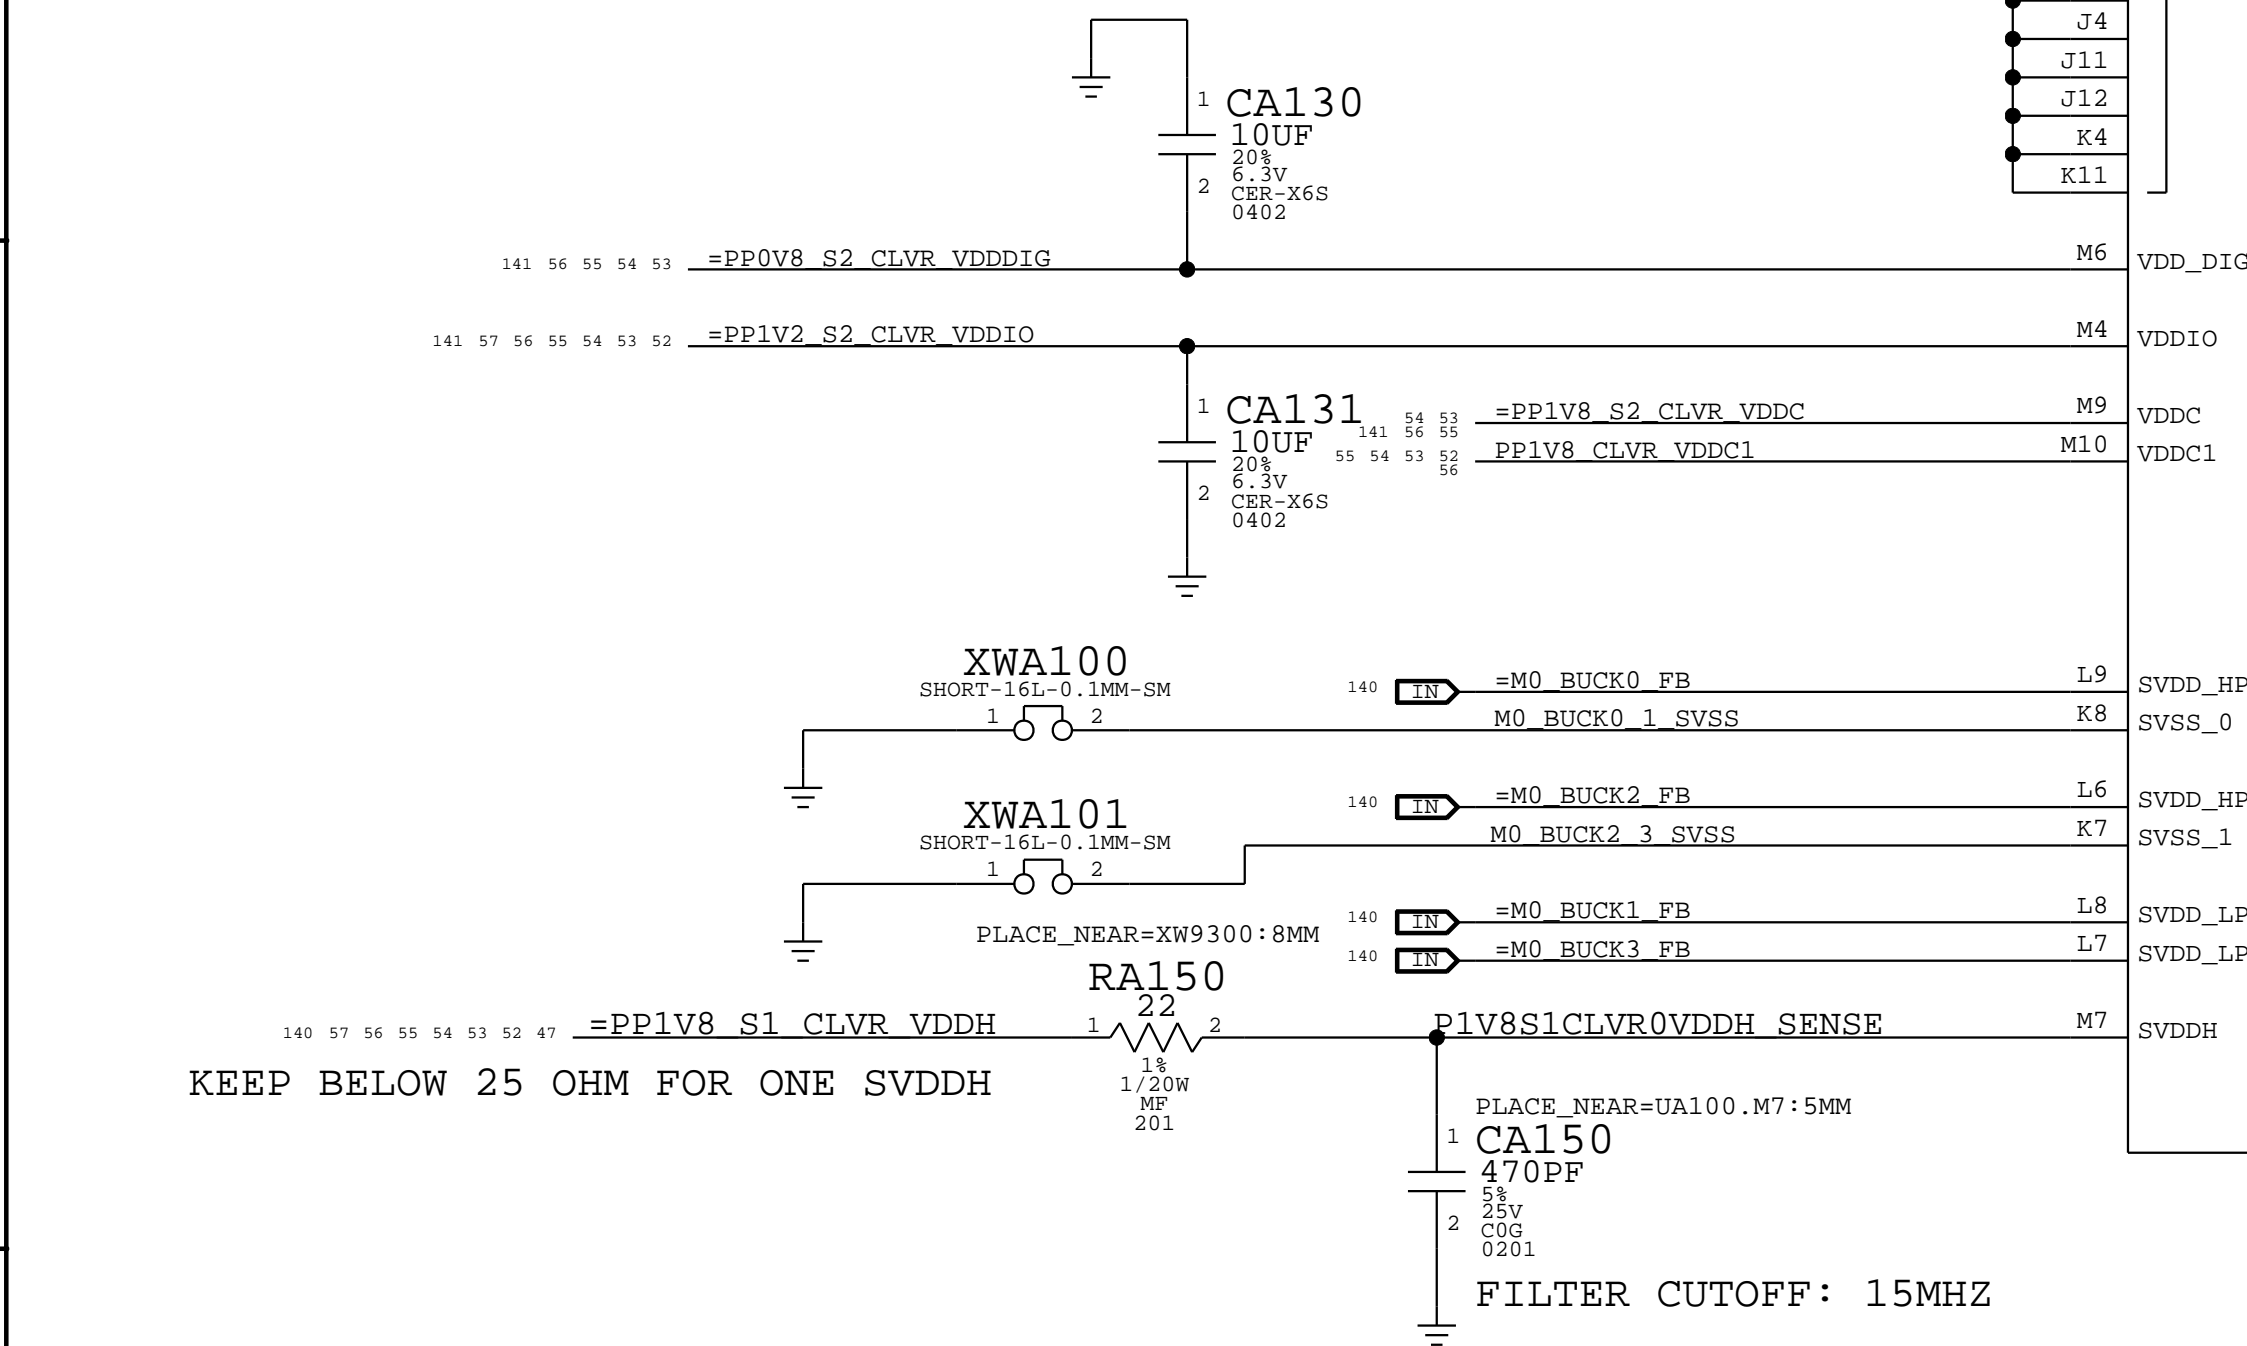 J4
J11
J12
K4
K11
1 CA130
10UF
20%
6.3V
CER-X6S
2
0402
141 56 55 54 53 =PP0V8_S2_CLVR_VDDDIG M6 VDD_DIG
141 57 56 55 54 53 52 =PP1V2_S2_CLVR_VDDIO M4 VDDIO
1 CA131
10UF
20%
6.3V
2 CER-X6S
0402
54 53 =PP1V8_S2_CLVR_VDDC M9 VDDC
141 56 55
55 54 53 52 PP1V8_CLVR_VDDC1 M10 VDDC1
56
XWA100
SHORT-16L-0.1MM-SM
1 2
140 IN =M0_BUCK0_FB L9 SVDD_HP
M0_BUCK0_1_SVSS K8 SVSS_0
XWA101
SHORT-16L-0.1MM-SM
1 2
140 IN =M0_BUCK2_FB L6 SVDD_HP
M0_BUCK2_3_SVSS K7 SVSS_1
140 IN =M0_BUCK1_FB L8 SVDD_LP
140 IN =M0_BUCK3_FB L7 SVDD_LP
PLACE_NEAR=XW9300:8MM
RA150
22
140 57 56 55 54 53 52 47 =PP1V8_S1_CLVR_VDDH 1 2 P1V8S1CLVR0VDDH_SENSE M7 SVDDH
1%
1/20W
MF
201
KEEP BELOW 25 OHM FOR ONE SVDDH
PLACE_NEAR=UA100.M7:5MM
1 CA150
470PF
5%
25V
2 C0G
0201
FILTER CUTOFF: 15MHZ